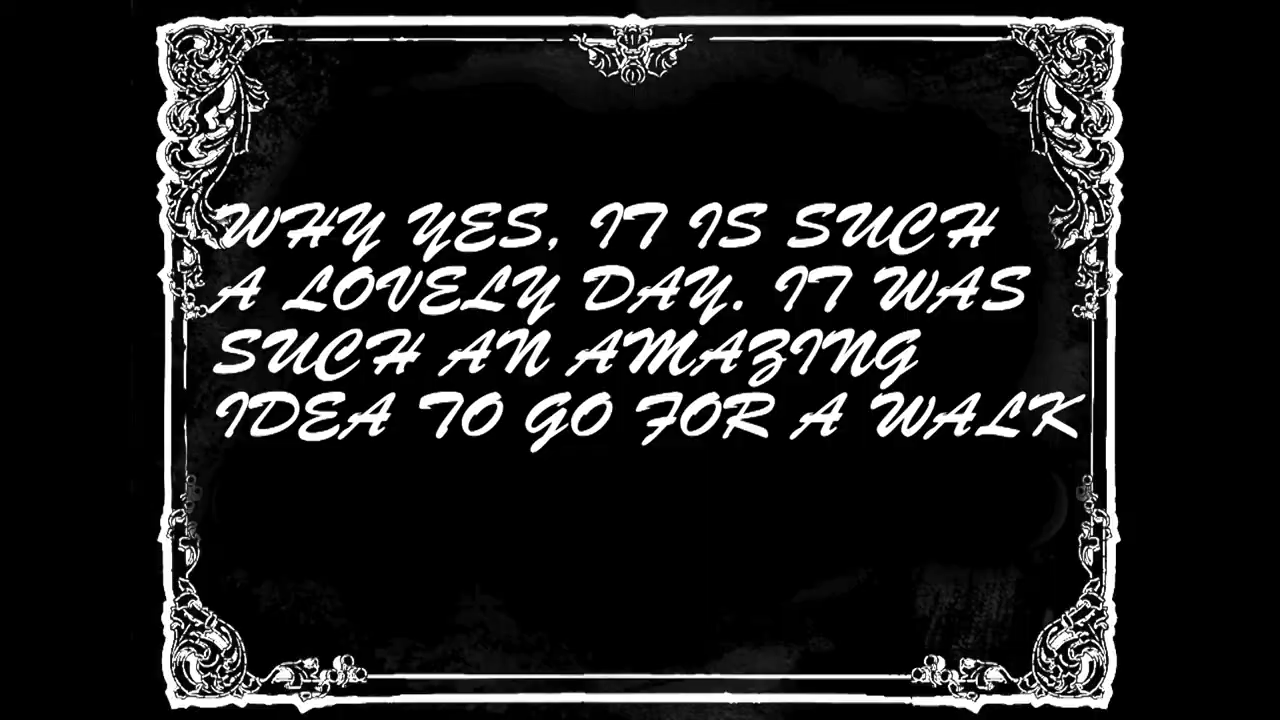 WHY YES, IT IS SUCH
A LOVELY DAY. IT WAS
SUCH AN AMAZING
IDEA TO GO FOR A WALK